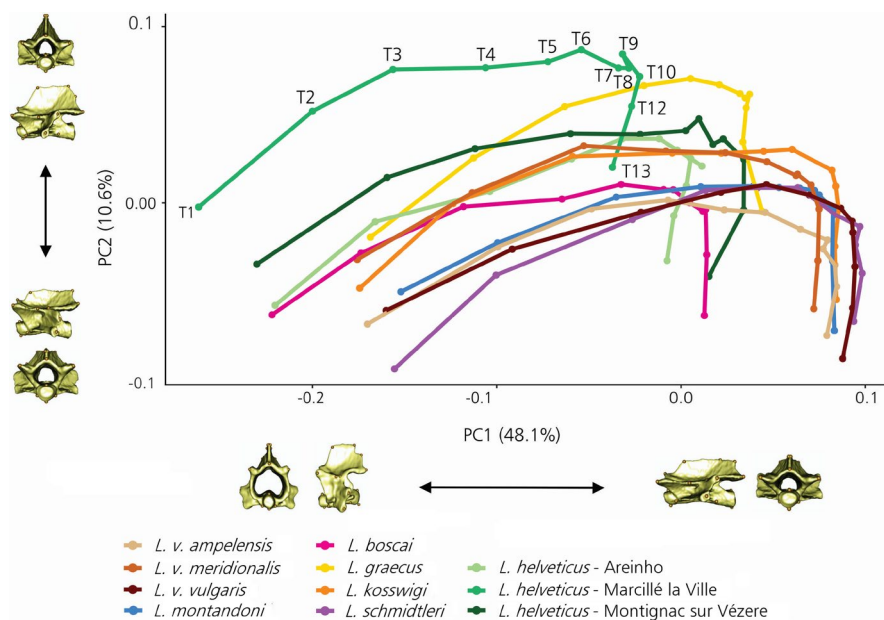 0.1
T1
T2
T3
T4
T5
T6
T7
T8
T9
T10
T12
T13
PC2 (10.6%)
0.00
-0.1
-0.2
-0.1
0.0
0.1
PC1 (48.1%)
L. v. ampelensis
L. v. meridionalis
L. v. vulgaris
L. montandoni
L. boscai
L. graecus
L. kosswigi
L. schmidtleri
L. helveticus - Areinho
L. helveticus - Marcillé la Ville
L. helveticus - Montignac sur Vézere